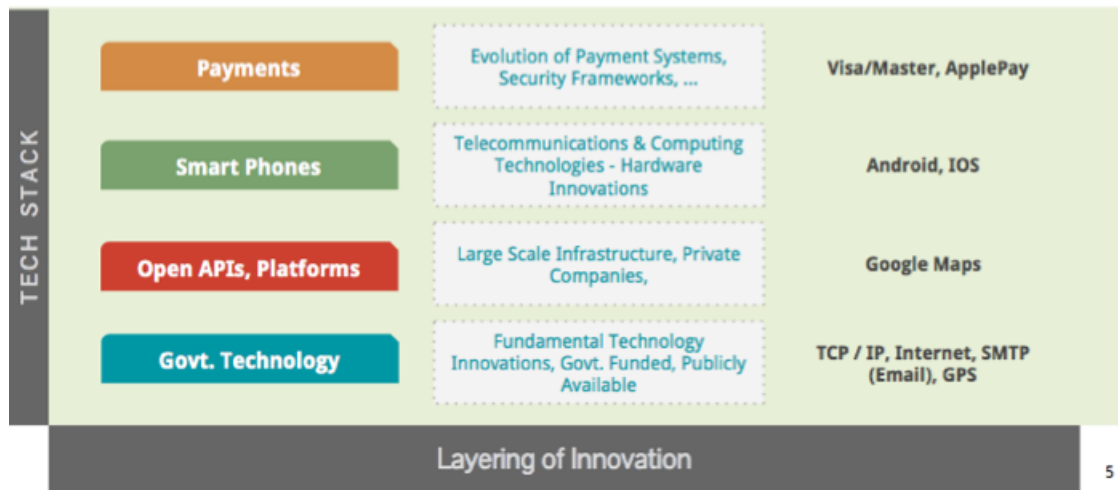 TECH STACK
Payments
Evolution of Payment Systems,
Security Frameworks, ...
Visa/Master, ApplePay
Smart Phones
Telecommunications & Computing
Technologies - Hardware
Innovations
Android, IOS
Open APIs, Platforms
Large Scale Infrastructure, Private
Companies,
Google Maps
Govt. Technology
Fundamental Technology
Innovations, Govt. Funded, Publicly
Available
TCP / IP, Internet, SMTP
(Email), GPS
Layering of Innovation
5